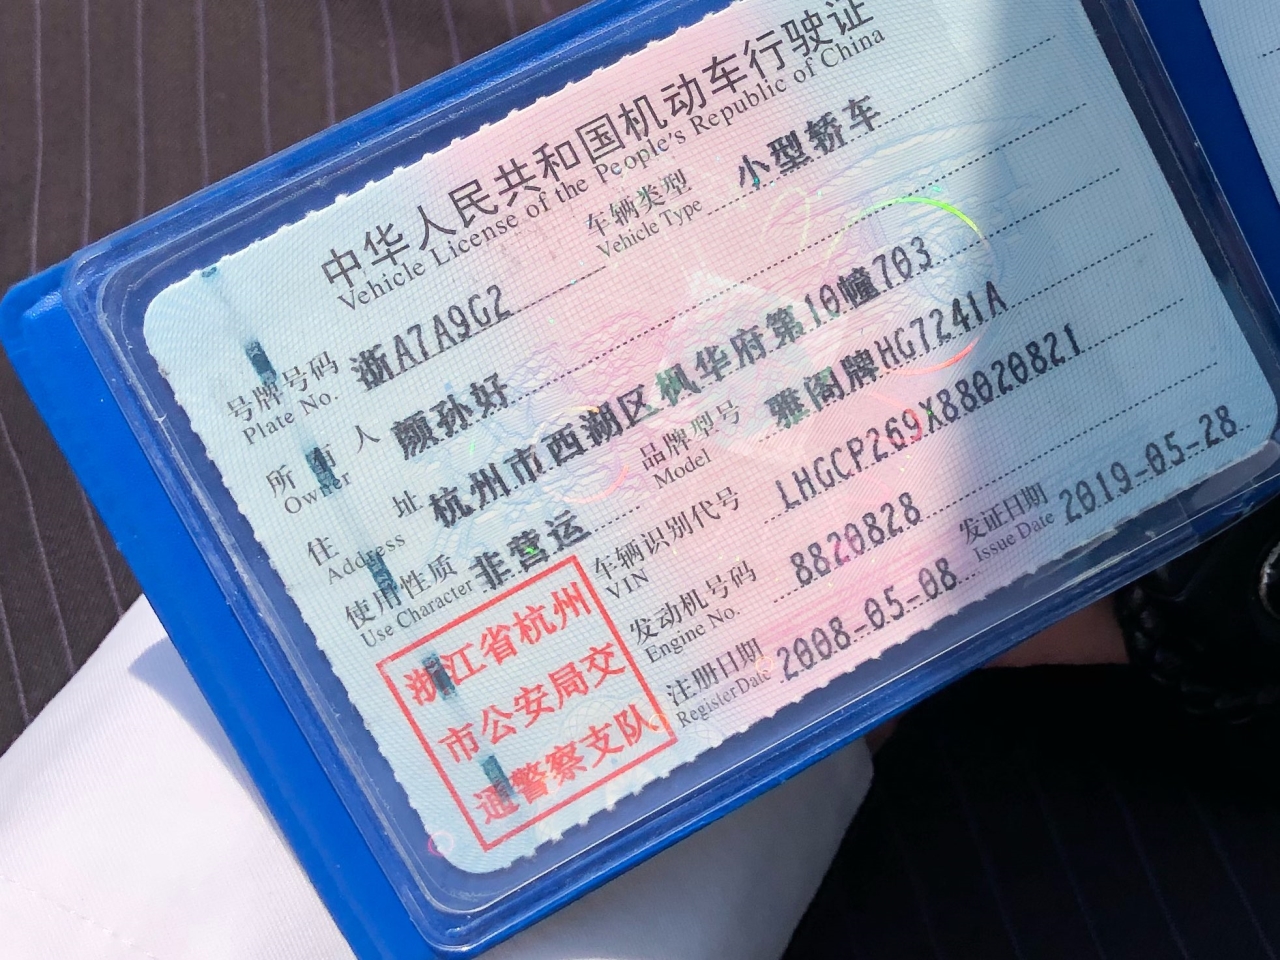 中华人民共和国机动车行驶证
Vehicle License of the People's Republic of China
号牌号码 浙A7A9G2 车辆类型 小型轿车
Plate No. Vehicle Type
所有人 颜孙好
Owner
住址 杭州市西湖区枫华府第10幢703
Address
使用性质 非营运 品牌型号 雅阁牌HG7241A
Use Character Model
车辆识别代号 LHGCP269X88020821
VIN
发动机号码 8820828
Engine No.
注册日期 2008-05-08 发证日期 2019-05-28
Register Date Issue Date
浙江省杭州
市公安局交
通警察支队